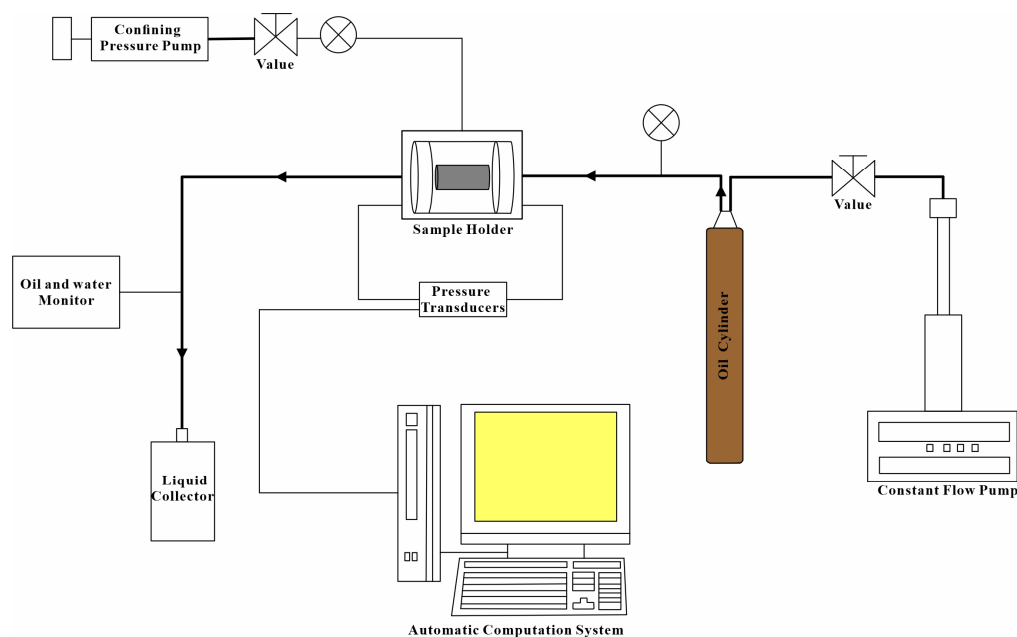 Confining
Pressure Pump
Value
Sample Holder
Value
Oil and water
Monitor
Pressure
Transducers
Oil Cylinder
Liquid
Collector
Constant Flow Pump
Automatic Computation System